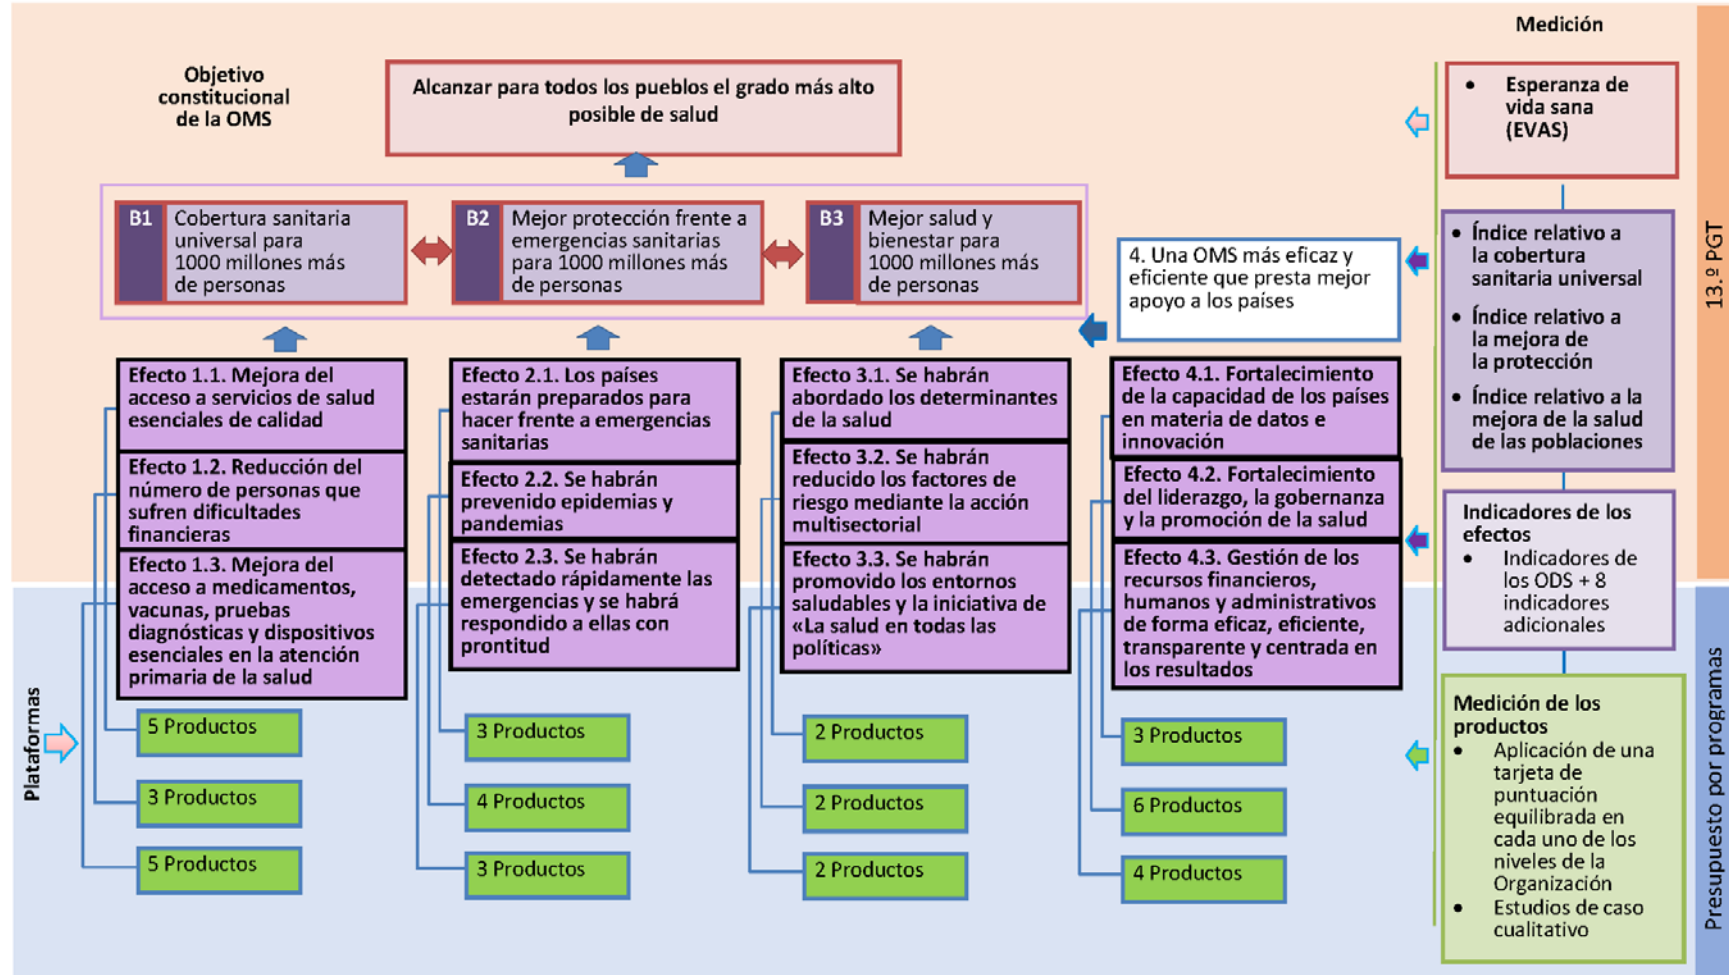 Medición
Objetivo
constitucional
de la OMS
Alcanzar para todos los pueblos el grado más alto
posible de salud
• Esperanza de
vida sana
(EVAS)
B1
Cobertura sanitaria
universal para
1000 millones más
de personas
B2
Mejor protección frente a
emergencias sanitarias
para 1000 millones más
de personas
B3
Mejor salud y
bienestar para
1000 millones más
de personas
4. Una OMS más eficaz y
eficiente que presta mejor
apoyo a los países
• Índice relativo a
la cobertura
sanitaria universal
• Índice relativo a
la mejora de
la protección
• Índice relativo a la
mejora de la salud
de las poblaciones
13.º PGT
Efecto 1.1. Mejora del
acceso a servicios de salud
esenciales de calidad
Efecto 1.2. Reducción del
número de personas que
sufren dificultades
financieras
Efecto 1.3. Mejora del
acceso a medicamentos,
vacunas, pruebas
diagnósticas y dispositivos
esenciales en la atención
primaria de la salud
Efecto 2.1. Los países
estarán preparados para
hacer frente a emergencias
sanitarias
Efecto 2.2. Se habrán
prevenido epidemias y
pandemias
Efecto 2.3. Se habrán
detectado rápidamente las
emergencias y se habrá
respondido a ellas con
prontitud
Efecto 3.1. Se habrán
abordado los determinantes
de la salud
Efecto 3.2. Se habrán
reducido los factores de
riesgo mediante la acción
multisectorial
Efecto 3.3. Se habrán
promovido los entornos
saludables y la iniciativa de
«La salud en todas las
políticas»
Efecto 4.1. Fortalecimiento
de la capacidad de los países
en materia de datos e
innovación
Efecto 4.2. Fortalecimiento
del liderazgo, la gobernanza
y la promoción de la salud
Efecto 4.3. Gestión de los
recursos financieros,
humanos y administrativos
de forma eficaz, eficiente,
transparente y centrada en
los resultados
Indicadores de los
efectos
• Indicadores de
los ODS + 8
indicadores
adicionales
Plataformas
5 Productos
3 Productos
5 Productos
3 Productos
4 Productos
3 Productos
2 Productos
2 Productos
2 Productos
3 Productos
6 Productos
4 Productos
Medición de los
productos
• Aplicación de una
tarjeta de
puntuación
equilibrada en
cada uno de los
niveles de la
Organización
• Estudios de caso
cualitativo
Presupuesto por programas